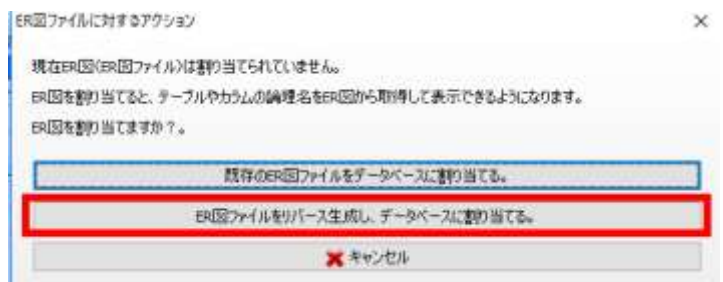 ER図ファイルに対するアクション
現在ER図(ER図ファイル)は割り当てられていません。
ER図を割り当てると、テーブルやカラムの論理名をER図から取得して表示できるようになります。
ER図を割り当てますか？。
既存のER図ファイルをデータベースに割り当てる。
ER図ファイルをリバース生成し、データベースに割り当てる。
キャンセル